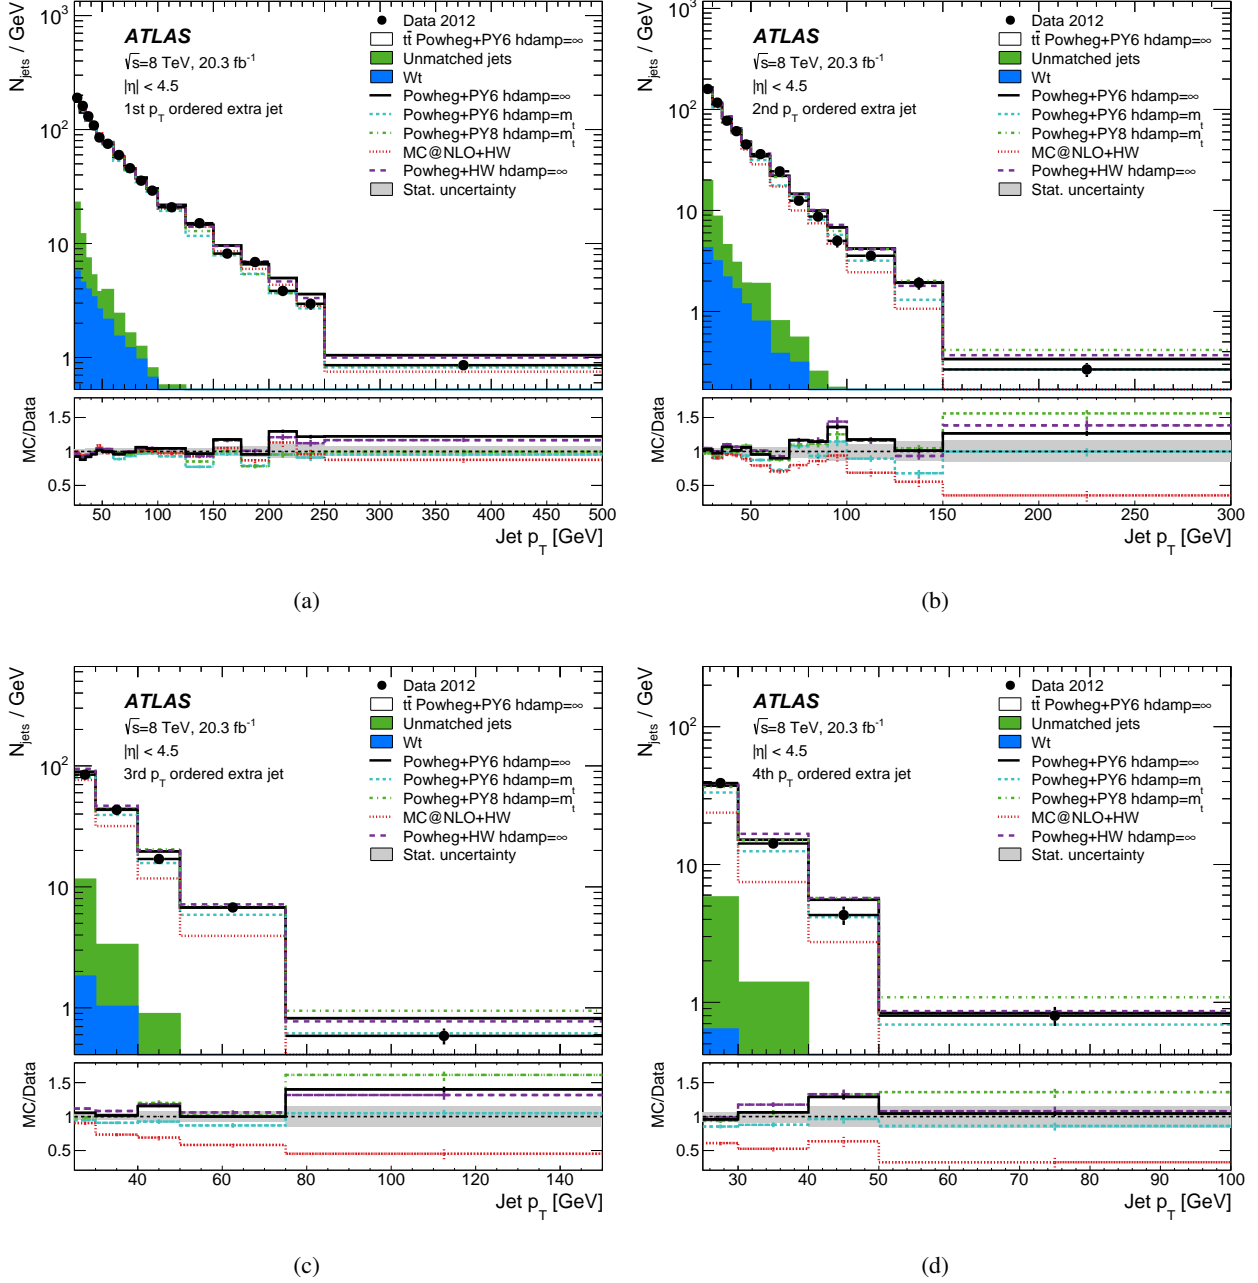 N_jets / GeV
10³
10²
10
1
ATLAS
√s=8 TeV, 20.3 fb⁻¹
|η| < 4.5
1st p_T ordered extra jet
Data 2012
tt̄ Powheg+PY6 hdamp=∞
Unmatched jets
Wt
Powheg+PY6 hdamp=∞
Powheg+PY6 hdamp=m_t
Powheg+PY8 hdamp=m_t
MC@NLO+HW
Powheg+HW hdamp=∞
Stat. uncertainty
MC/Data
1.5
1
0.5
50 100 150 200 250 300 350 400 450 500
Jet p_T [GeV]
(a)
N_jets / GeV
10³
10²
10
1
ATLAS
√s=8 TeV, 20.3 fb⁻¹
|η| < 4.5
2nd p_T ordered extra jet
Data 2012
tt̄ Powheg+PY6 hdamp=∞
Unmatched jets
Wt
Powheg+PY6 hdamp=∞
Powheg+PY6 hdamp=m_t
Powheg+PY8 hdamp=m_t
MC@NLO+HW
Powheg+HW hdamp=∞
Stat. uncertainty
MC/Data
1.5
1
0.5
50 100 150 200 250 300
Jet p_T [GeV]
(b)
N_jets / GeV
10²
10
1
ATLAS
√s=8 TeV, 20.3 fb⁻¹
|η| < 4.5
3rd p_T ordered extra jet
Data 2012
tt̄ Powheg+PY6 hdamp=∞
Unmatched jets
Wt
Powheg+PY6 hdamp=∞
Powheg+PY6 hdamp=m_t
Powheg+PY8 hdamp=m_t
MC@NLO+HW
Powheg+HW hdamp=∞
Stat. uncertainty
MC/Data
1.5
1
0.5
40 60 80 100 120 140
Jet p_T [GeV]
(c)
N_jets / GeV
10²
10
1
ATLAS
√s=8 TeV, 20.3 fb⁻¹
|η| < 4.5
4th p_T ordered extra jet
Data 2012
tt̄ Powheg+PY6 hdamp=∞
Unmatched jets
Wt
Powheg+PY6 hdamp=∞
Powheg+PY6 hdamp=m_t
Powheg+PY8 hdamp=m_t
MC@NLO+HW
Powheg+HW hdamp=∞
Stat. uncertainty
MC/Data
1.5
1
0.5
30 40 50 60 70 80 90 100
Jet p_T [GeV]
(d)